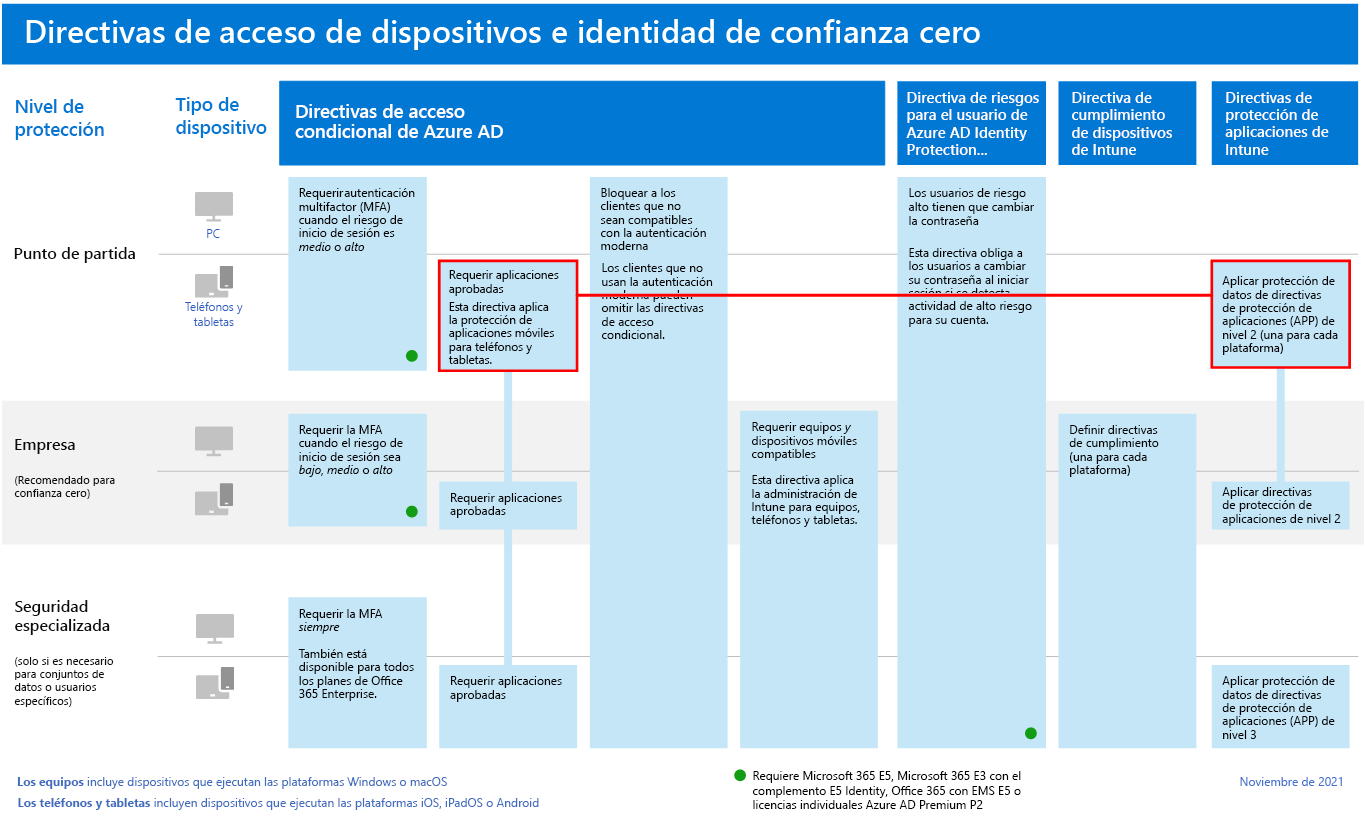 Directivas de acceso de dispositivos e identidad de confianza cero
Nivel de
protección
Tipo de
dispositivo
Directivas de acceso
condicional de Azure AD
Directiva de riesgos
para el usuario de
Azure AD Identity
Protection...
Directiva de
cumplimiento
de dispositivos
de Intune
Directivas de
protección de
aplicaciones de
Intune
Punto de partida
PC
Teléfonos y
tabletas
Requerir autenticación
multifactor (MFA)
cuando el riesgo de
inicio de sesión es
medio o alto
Requerir aplicaciones
aprobadas
Esta directiva aplica
la protección de
aplicaciones móviles
para teléfonos y
tabletas.
Bloquear a los
clientes que no
sean compatibles
con la autenticación
moderna
Los clientes que no
usan la autenticación
moderna pueden
omitir las directivas
de acceso
condicional.
Los usuarios de riesgo
alto tienen que cambiar
la contraseña
Esta directiva obliga a
los usuarios a cambiar
su contraseña al iniciar
sesión si se detecta
actividad de alto riesgo
para su cuenta.
Aplicar protección de
datos de directivas
de protección de
aplicaciones (APP) de
nivel 2 (una para cada
plataforma)
Empresa
(Recomendado para
confianza cero)
Requerir la MFA
cuando el riesgo de
inicio de sesión sea
bajo, medio o alto
Requerir aplicaciones
aprobadas
Requerir equipos y
dispositivos móviles
compatibles
Esta directiva aplica
la administración de
Intune para equipos,
teléfonos y tabletas.
Definir directivas
de cumplimiento
(una para cada
plataforma)
Aplicar directivas
de protección de
aplicaciones de nivel 2
Seguridad
especializada
(solo si es necesario
para conjuntos de
datos o usuarios
específicos)
Requerir la MFA
siempre
También está
disponible para todos
los planes de Office
365 Enterprise.
Requerir aplicaciones
aprobadas
Aplicar protección de
datos de directivas
de protección de
aplicaciones (APP) de
nivel 3
Los equipos incluye dispositivos que ejecutan las plataformas Windows o macOS
Los teléfonos y tabletas incluyen dispositivos que ejecutan las plataformas iOS, iPadOS o Android
Requiere Microsoft 365 E5, Microsoft 365 E3 con el
complemento E5 Identity, Office 365 con EMS E5 o
licencias individuales Azure AD Premium P2
Noviembre de 2021